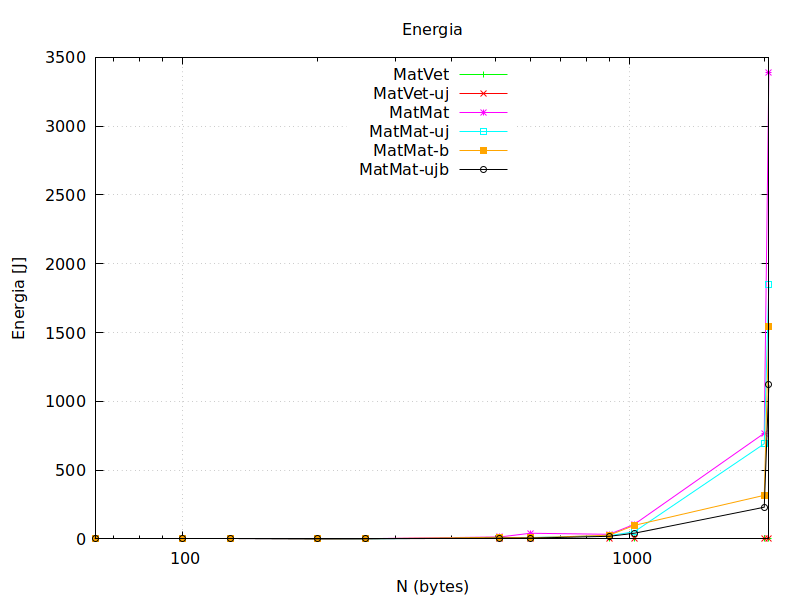 Energia
3500
3000
2500
2000
1500
1000
500
0
Energia [J]
MatVet
MatVet-uj
MatMat
MatMat-uj
MatMat-b
MatMat-ujb
100
1000
N (bytes)